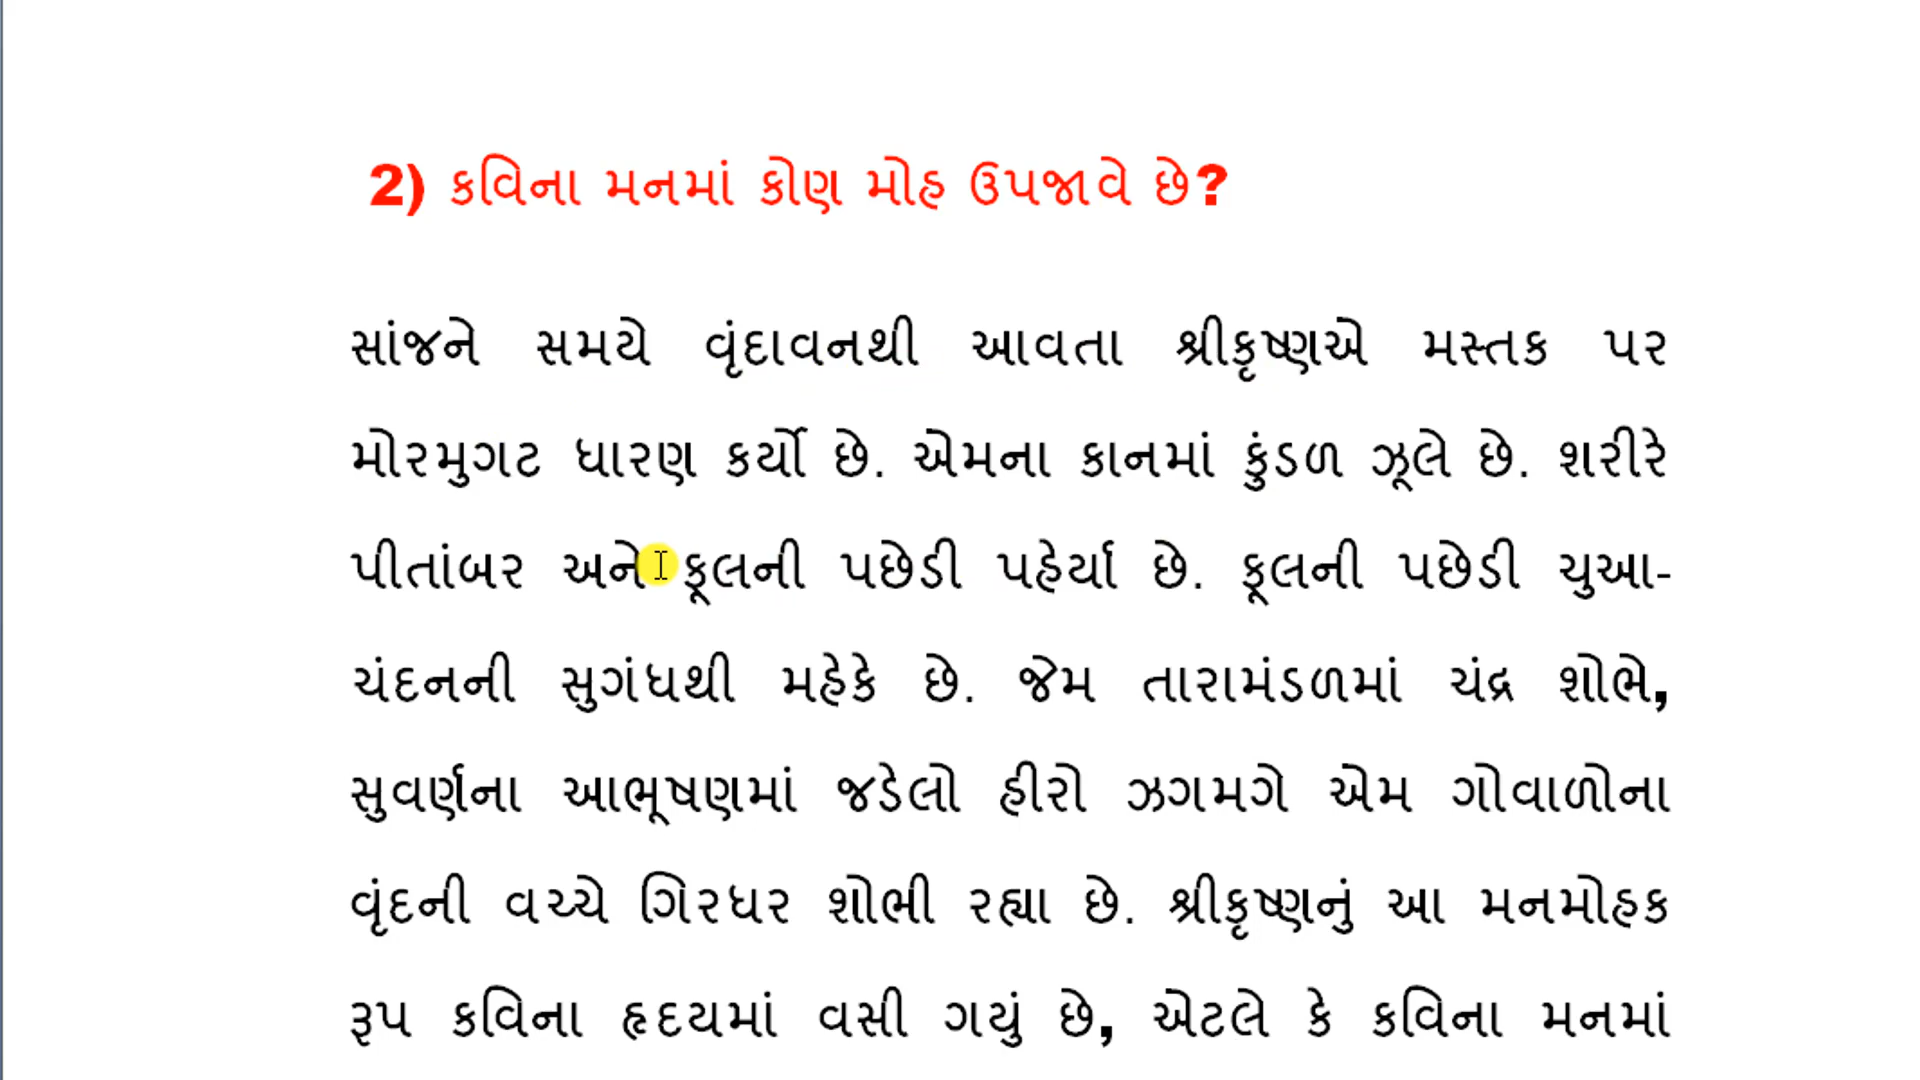 2) કવિના મનમાં કોણ મોહ ઉપજાવે છે?
સાંજને સમયે વૃંદાવનથી આવતા શ્રીકૃષ્ણએ મસ્તક પર
મોરમુગટ ધારણ કર્યો છે. એમના કાનમાં કુંડળ ઝૂલે છે. શરીરે
પીતાંબર અને ફૂલની પછેડી પહેર્યા છે. ફૂલની પછેડી ચુઆ-
ચંદનની સુગંધથી મહેકે છે. જેમ તારામંડળમાં ચંદ્ર શોભે,
સુવર્ણના આભૂષણમાં જડેલો હીરો ઝગમગે એમ ગોવાળોના
વૃંદની વચ્ચે ગિરધર શોભી રહ્યા છે. શ્રીકૃષ્ણનું આ મનમોહક
રૂપ કવિના હૃદયમાં વસી ગયું છે, એટલે કે કવિના મનમાં